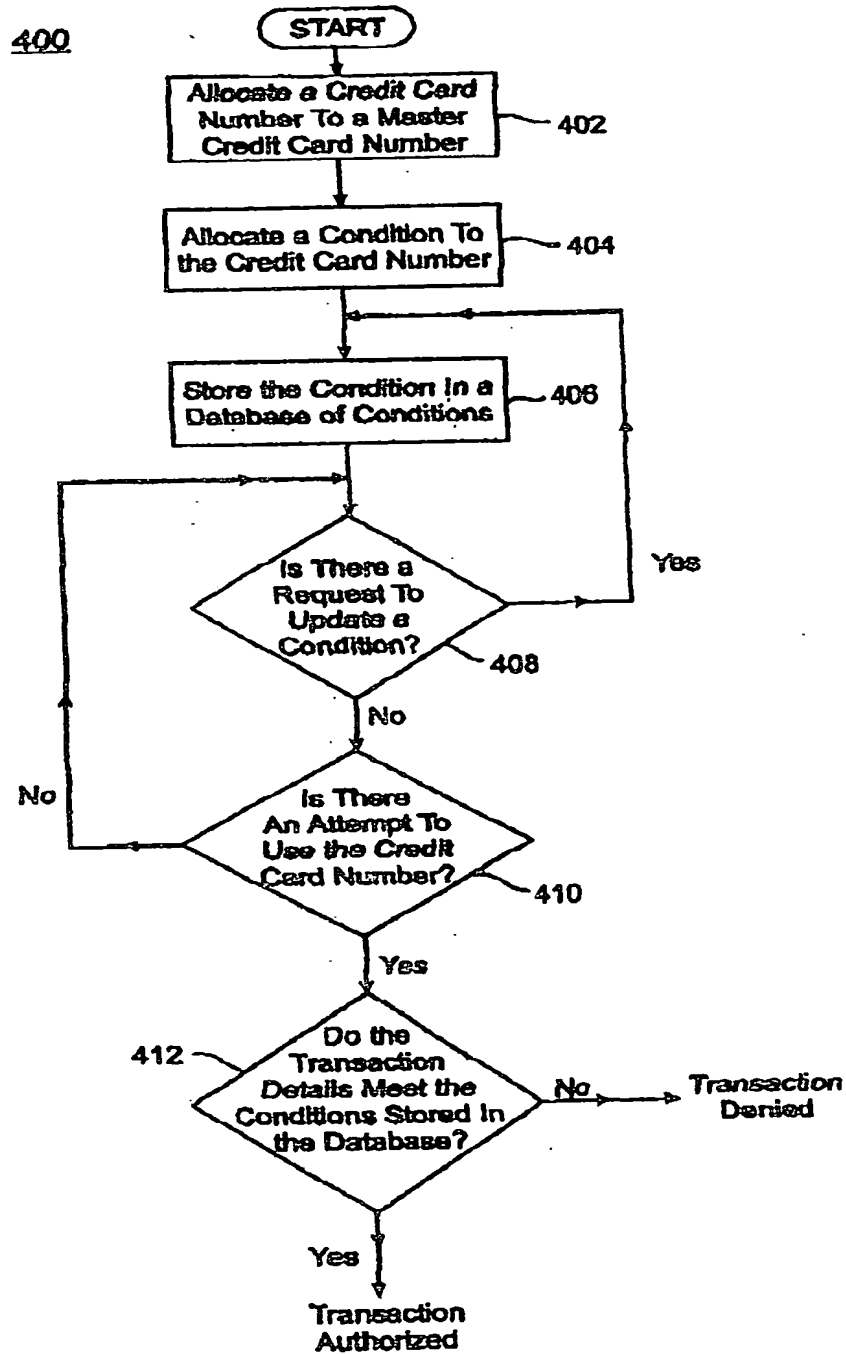 400
START
Allocate a Credit Card
Number To a Master
Credit Card Number
402
Allocate a Condition To
the Credit Card Number
404
Store the Condition In a
Database of Conditions
406
Is There a
Request To
Update a
Condition?
408
Yes
No
Is There
An Attempt To
Use the Credit
Card Number?
410
No
Yes
412
Do the
Transaction
Details Meet the
Conditions Stored In
the Database?
No
Transaction
Denied
Yes
Transaction
Authorized